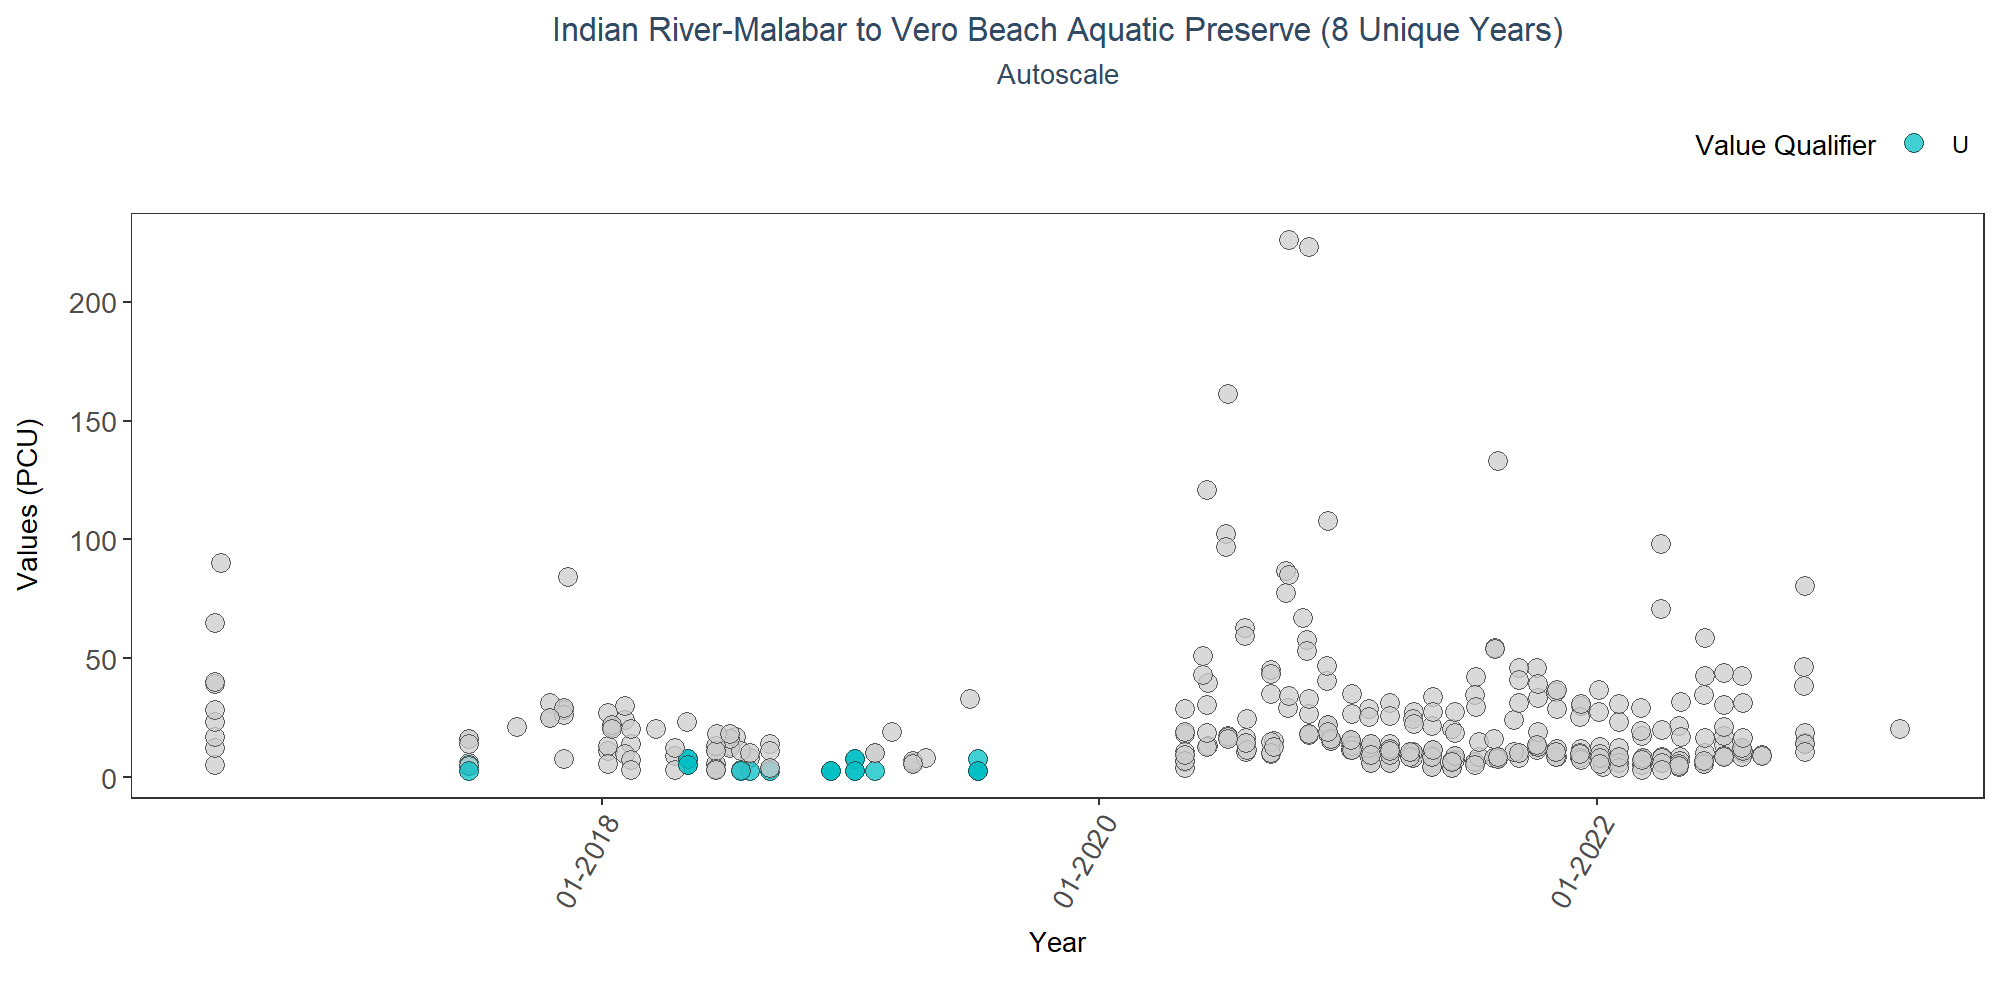 Indian River-Malabar to Vero Beach Aquatic Preserve (8 Unique Years)
Autoscale
Value Qualifier
U
Values (PCU)
200
150
100
50
0
01-2018
01-2020
01-2022
Year